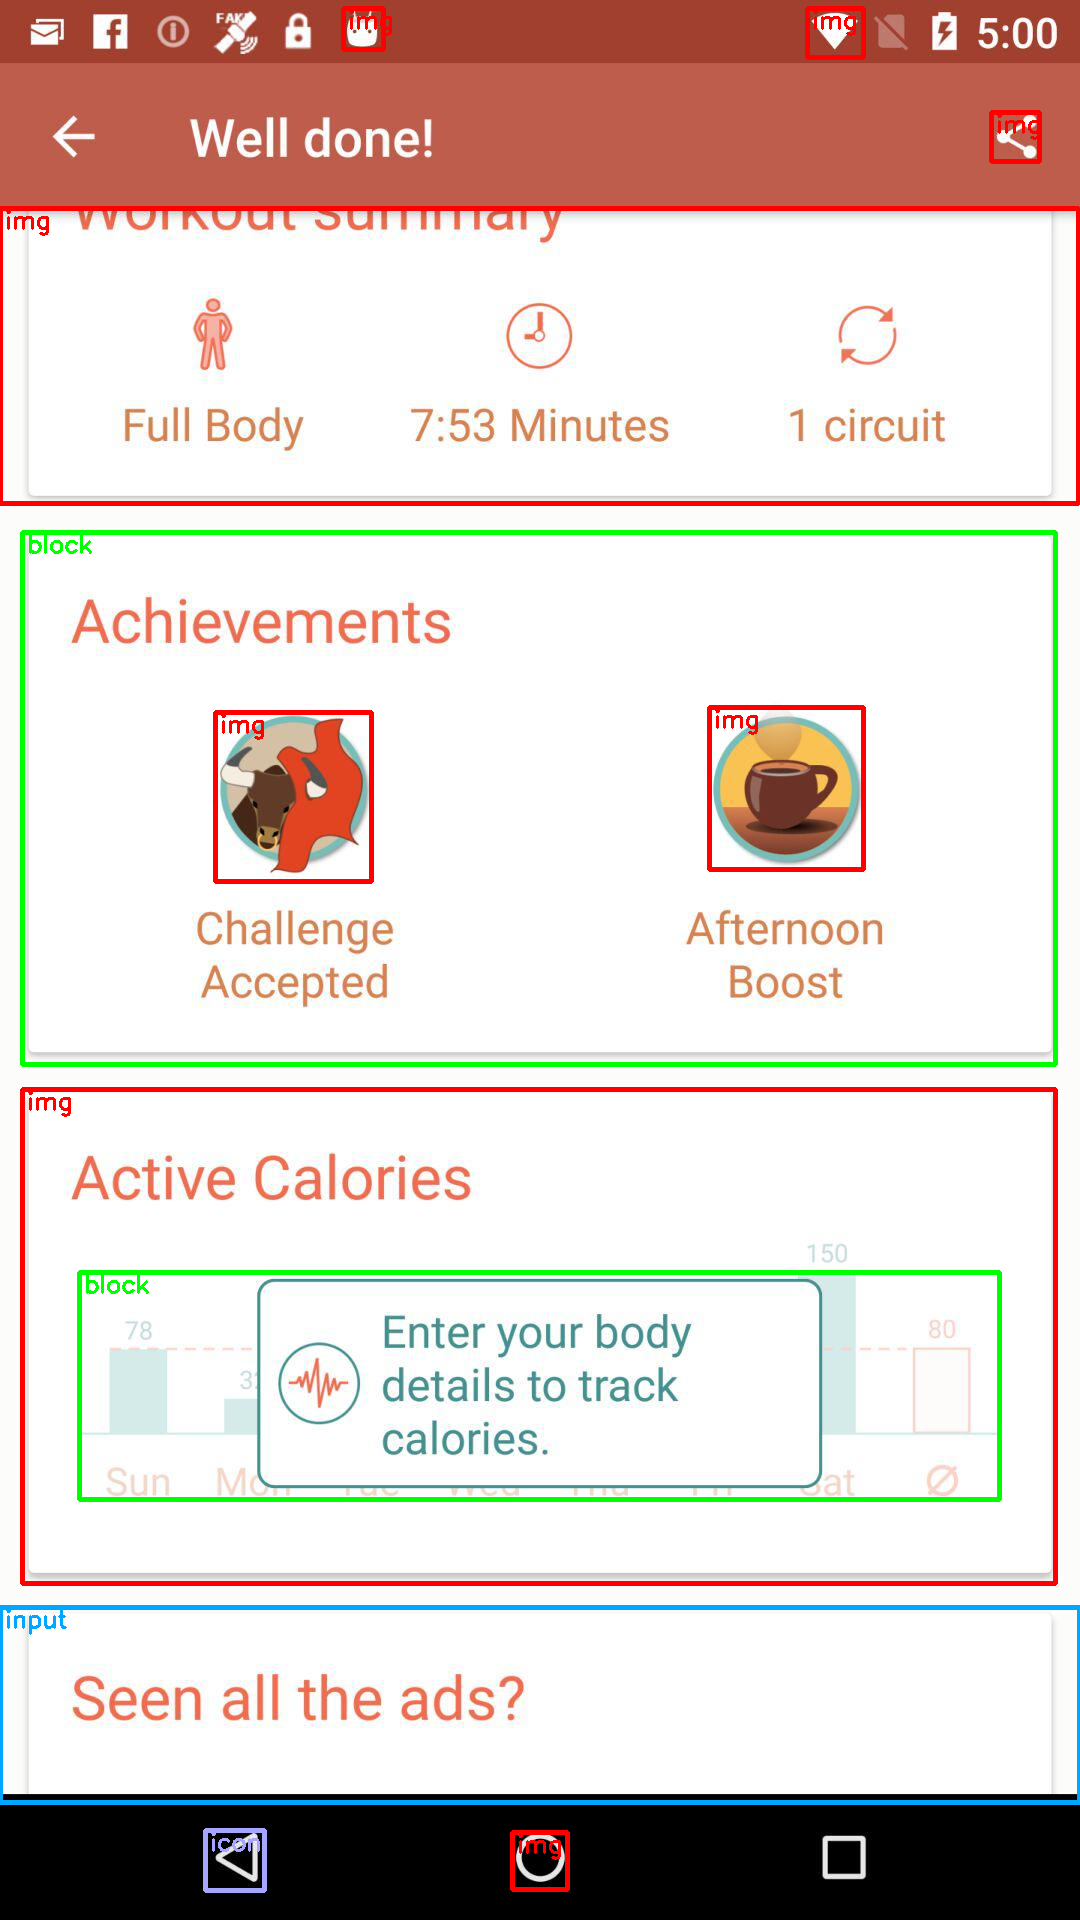 FAKE
img
img
5:00
Well done!
img
img
Workout summary
Full Body
7:53 Minutes
1 circuit
block
Achievements
img
img
Challenge
Accepted
Afternoon
Boost
img
Active Calories
150
block
78
80
Enter your body
details to track
calories.
Sun
input
Seen all the ads?
icon
img